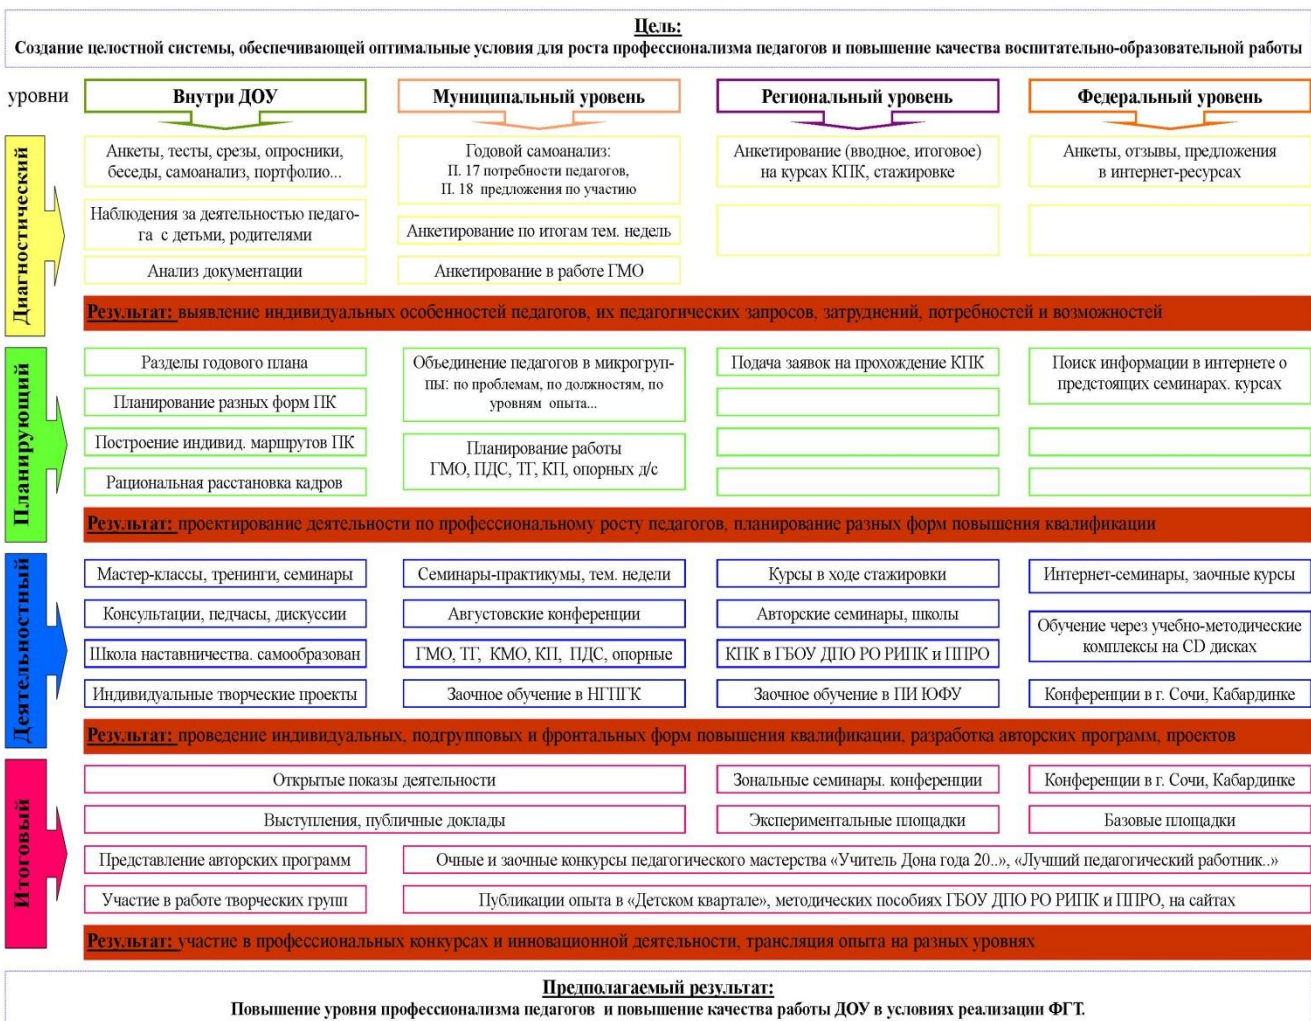 Цель:
Создание целостной системы, обеспечивающей оптимальные условия для роста профессионализма педагогов и повышение качества воспитательно-образовательной работы
уровни
Внутри ДОУ
Муниципальный уровень
Региональный уровень
Федеральный уровень
Диагностический
Анкеты, тесты, срезы, опросники,
беседы, самоанализ, портфолио...
Наблюдения за деятельностью педаго-
га с детьми, родителями
Анализ документации
Годовой самоанализ:
П. 17 потребности педагогов,
П. 18 предложения по участию
Анкетирование по итогам тем. недель
Анкетирование в работе ГМО
Анкетирование (вводное, итоговое)
на курсах КПК, стажировке
Анкеты, отзывы, предложения
в интернет-ресурсах
Результат: выявление индивидуальных особенностей педагогов, их педагогических запросов, затруднений, потребностей и возможностей
Планирующий
Разделы годового плана
Планирование разных форм ПК
Построение индивид. маршрутов ПК
Рациональная расстановка кадров
Объединение педагогов в микрогруп-
пы: по проблемам, по должностям, по
уровням опыта...
Планирование работы
ГМО, ПДС, ТГ, КП, опорных д/с
Подача заявок на прохождение КПК
Поиск информации в интернете о
предстоящих семинарах. курсах
Результат: проектирование деятельности по профессиональному росту педагогов, планирование разных форм повышения квалификации
Деятельностный
Мастер-классы, тренинги, семинары
Консультации, педчасы, дискуссии
Школа наставничества. самообразован
Индивидуальные творческие проекты
Семинары-практикумы, тем. недели
Августовские конференции
ГМО, ТГ, КМО, КП, ПДС, опорные
Заочное обучение в НГПГК
Курсы в ходе стажировки
Авторские семинары, школы
КПК в ГБОУ ДПО РО РИПК и ППРО
Заочное обучение в ПИ ЮФУ
Интернет-семинары, заочные курсы
Обучение через учебно-методические
комплексы на CD дисках
Конференции в г. Сочи, Кабардинке
Результат: проведение индивидуальных, подгрупповых и фронтальных форм повышения квалификации, разработка авторских программ, проектов
Итоговый
Открытые показы деятельности
Зональные семинары. конференции
Конференции в г. Сочи, Кабардинке
Выступления, публичные доклады
Экспериментальные площадки
Базовые площадки
Представление авторских программ
Очные и заочные конкурсы педагогического мастерства «Учитель Дона года 20..», «Лучший педагогический работник..»
Участие в работе творческих групп
Публикации опыта в «Детском квартале», методических пособиях ГБОУ ДПО РО РИПК и ППРО, на сайтах
Результат: участие в профессиональных конкурсах и инновационной деятельности, трансляция опыта на разных уровнях
Предполагаемый результат:
Повышение уровня профессионализма педагогов и повышение качества работы ДОУ в условиях реализации ФГТ.